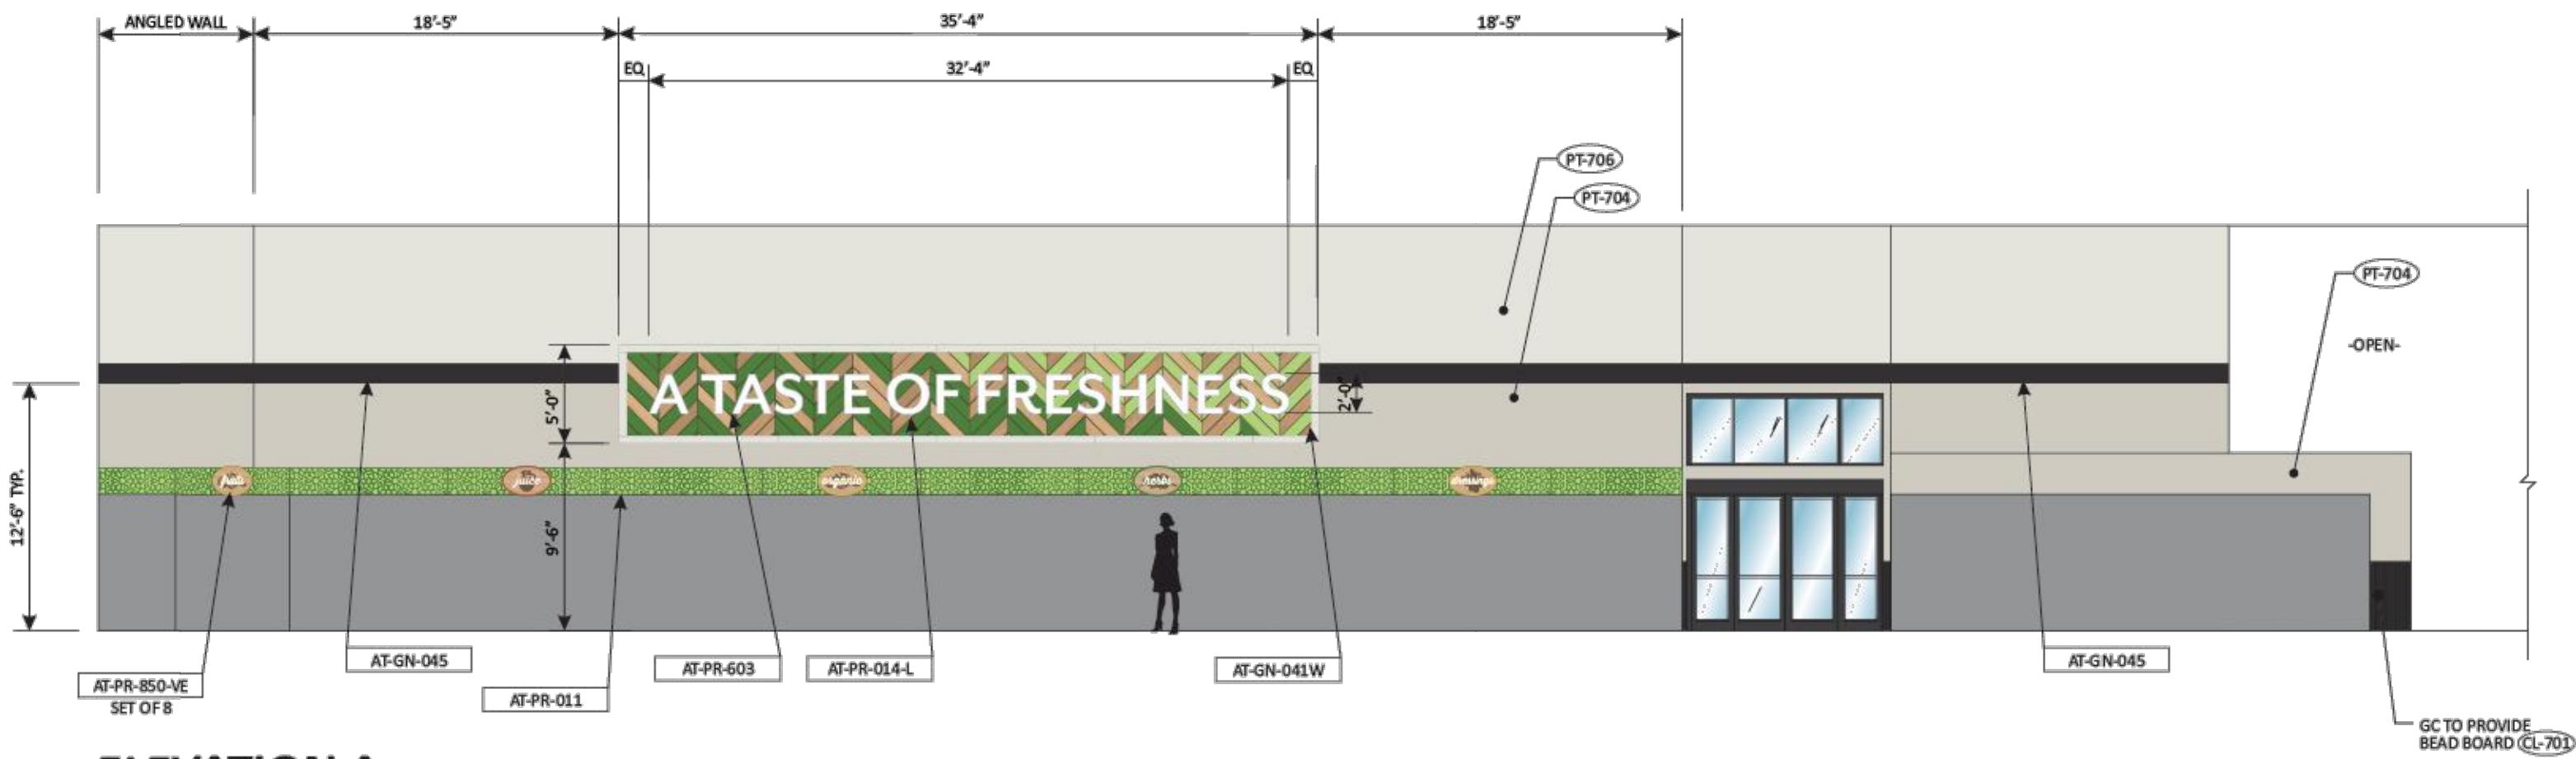 ANGLED WALL
18'-5"
35'-4"
18'-5"
EQ
32'-4"
EQ
PT-706
PT-704
PT-704
-OPEN-
A TASTE OF FRESHNESS
2'-0"
5'-0"
12'-6" TYP.
9'-6"
fruits
juice
organic
herbs
dressings
AT-PR-850-VE
SET OF 8
AT-GN-045
AT-PR-011
AT-PR-603
AT-PR-014-L
AT-GN-041W
AT-GN-045
GC TO PROVIDE
BEAD BOARD CL-701
ELEVATION A